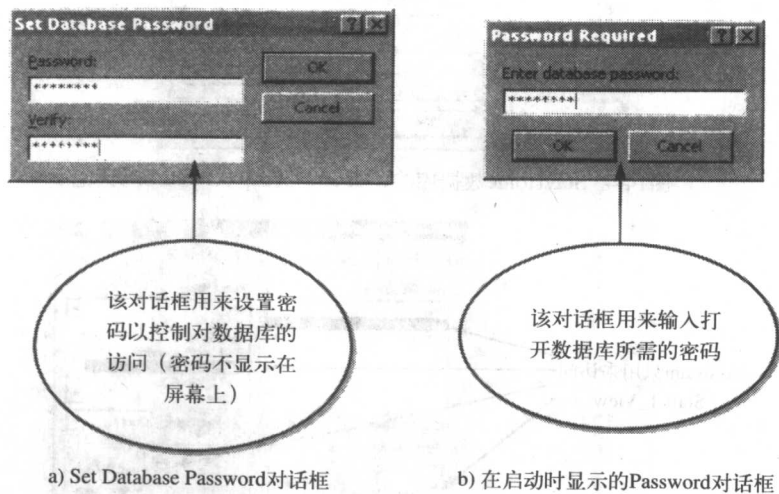 Set Database Password
Password:
********
OK
Cancel
Verify:
********
该对话框用来设置密
码以控制对数据库的
访问（密码不显示在
屏幕上）
a) Set Database Password对话框
Password Required
Enter database password:
********
OK
Cancel
该对话框用来输入打
开数据库所需的密码
b) 在启动时显示的Password对话框